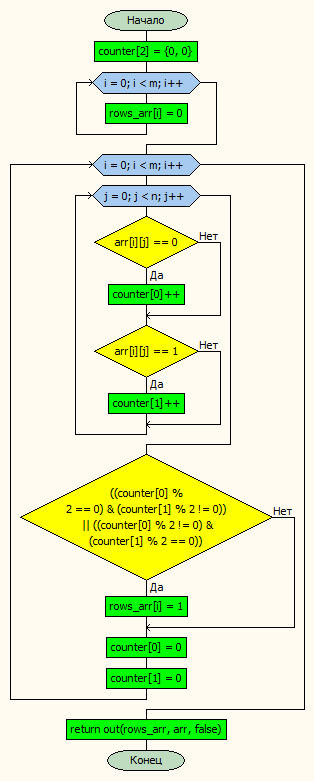 Начало
counter[2] = {0, 0}
i = 0; i < m; i++
rows_arr[i] = 0
i = 0; i < m; i++
j = 0; j < n; j++
arr[i][j] == 0
Нет
Да
counter[0]++
arr[i][j] == 1
Нет
Да
counter[1]++
((counter[0] %
2 == 0) & (counter[1] % 2 != 0))
|| ((counter[0] % 2 != 0) &
(counter[1] % 2 == 0))
Нет
Да
rows_arr[i] = 1
counter[0] = 0
counter[1] = 0
return out(rows_arr, arr, false)
Конец